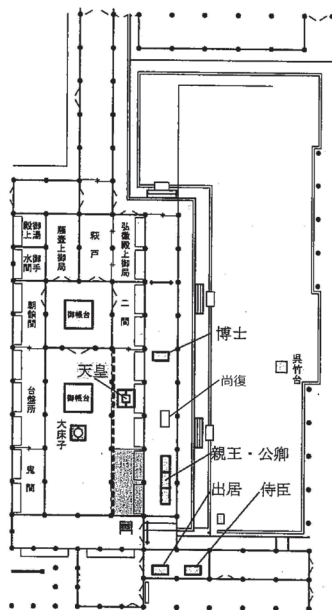 御湯殿上
御手水間
藤壺上御局
萩戸
弘徽殿上御局
朝餉間
御帳台
二間
博士
呉竹台
天皇
尚復
台盤所
御帳台
大床子
親王・公卿
鬼間
出居
侍臣